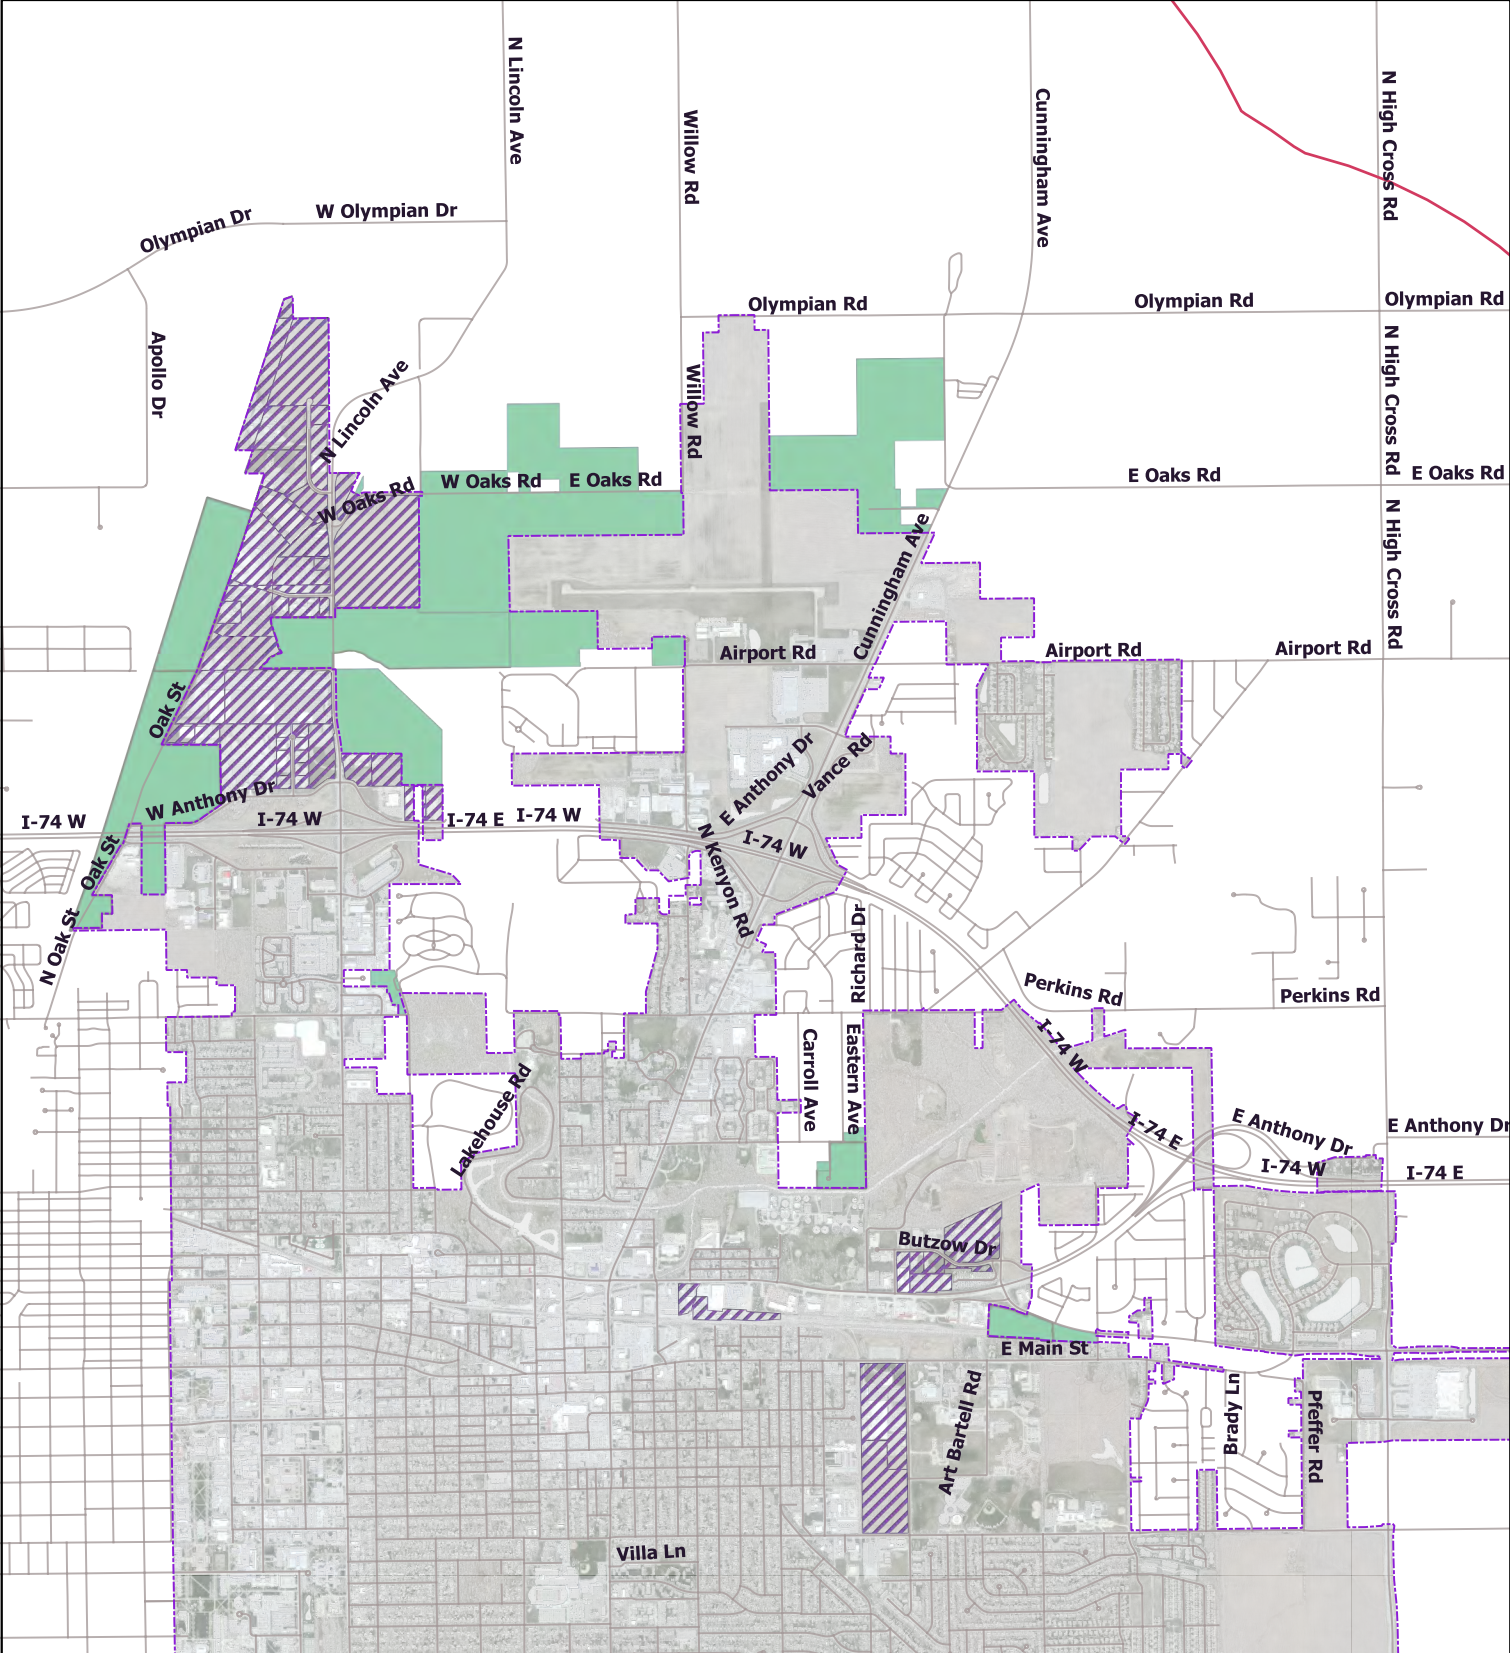 N Lincoln Ave
Willow Rd
Cunningham Ave
N High Cross Rd
Olympian Dr
W Olympian Dr
Olympian Rd
Olympian Rd
Olympian Rd
Apollo Dr
N Lincoln Ave
Willow Rd
N High Cross Rd
W Oaks Rd
W Oaks Rd
E Oaks Rd
E Oaks Rd
E Oaks Rd
N High Cross Rd
Cunningham Ave
Airport Rd
Airport Rd
Airport Rd
Oak St
E Anthony Dr
Vance Rd
W Anthony Dr
I-74 W
I-74 W
I-74 E
I-74 W
I-74 W
Oak St
N Kenyon Rd
N Oak St
Richard Dr
Perkins Rd
Perkins Rd
Carroll Ave
Eastern Ave
I-74 W
Lakehouse Rd
I-74 E
E Anthony Dr
E Anthony Dr
I-74 W
I-74 E
Butzow Dr
E Main St
Art Bartell Rd
Brady Ln
Pfeffer Rd
Villa Ln